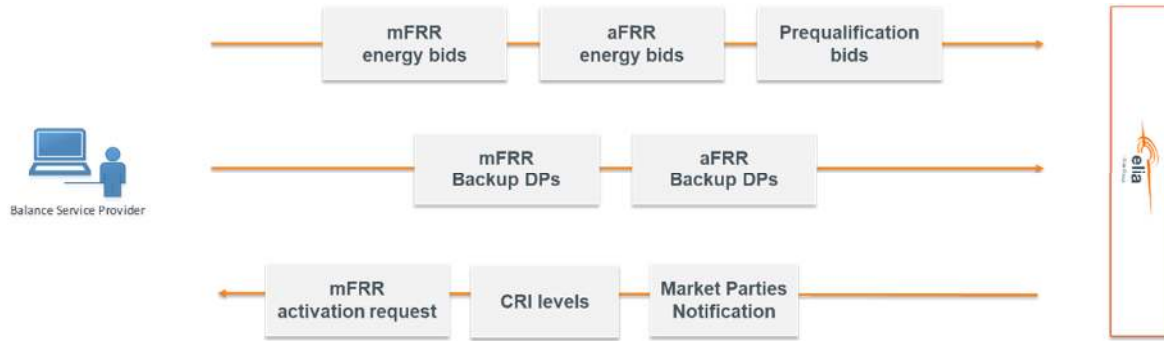 mFRR
energy bids
aFRR
energy bids
Prequalification
bids
mFRR
Backup DPs
aFRR
Backup DPs
Balance Service Provider
elia
mFRR
activation request
CRI levels
Market Parties
Notification